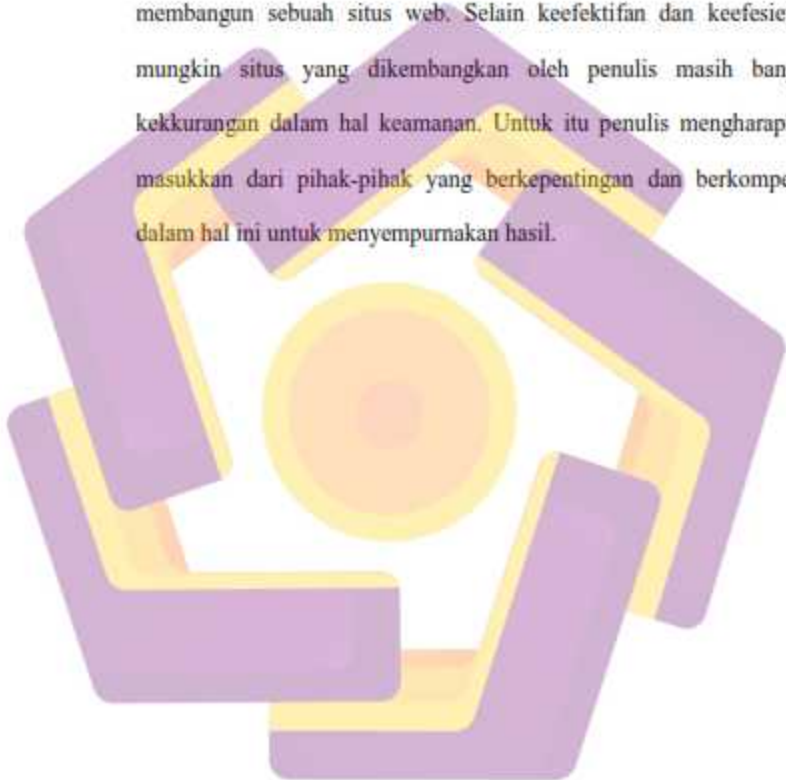 membangun sebuah situs web. Selain keefektifan dan keefesie
mungkin situs yang dikembangkan oleh penulis masih ban
kekkurangan dalam hal keamanan. Untuk itu penulis mengharap
masukkan dari pihak-pihak yang berkepentingan dan berkompe
dalam hal ini untuk menyempurnakan hasil.